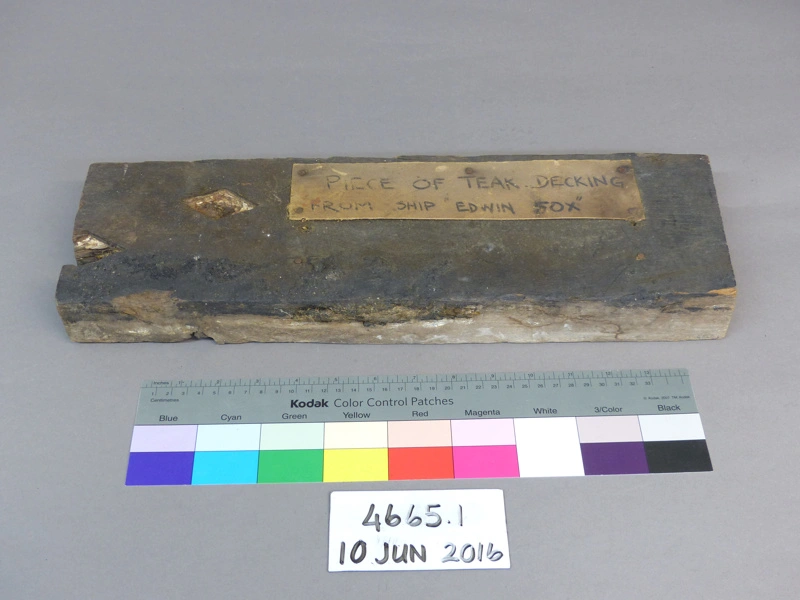 PIECE OF TEAK DECKING
FROM SHIP "EDWIN FOX"
Kodak Color Control Patches
Blue Cyan Green Yellow Red Magenta White 3/Color Black
4665.1
10 JUN 2016